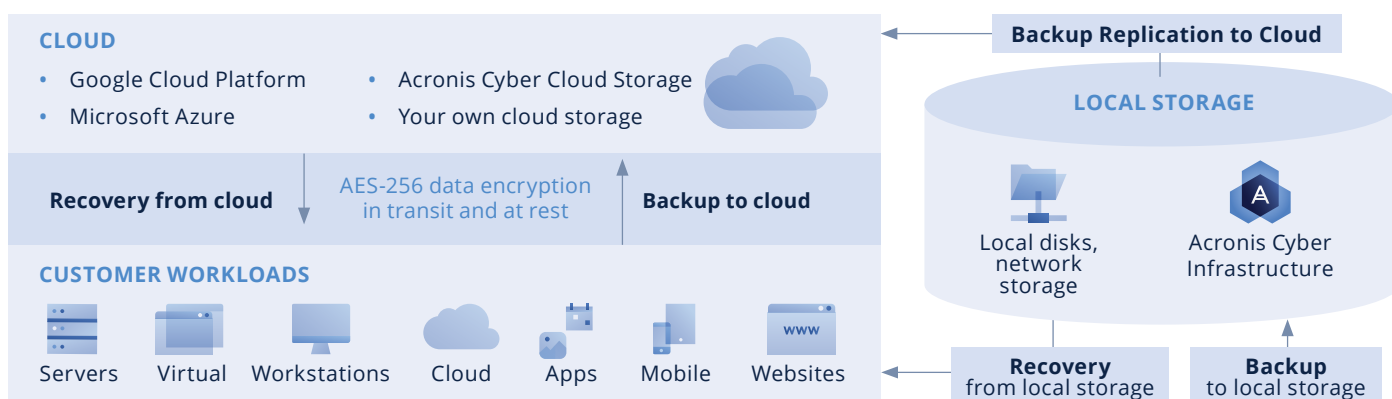 CLOUD
• Google Cloud Platform
• Microsoft Azure
• Acronis Cyber Cloud Storage
• Your own cloud storage
Recovery from cloud
AES-256 data encryption
in transit and at rest
Backup to cloud
CUSTOMER WORKLOADS
WWW
Servers Virtual Workstations Cloud Apps Mobile Websites
Backup Replication to Cloud
LOCAL STORAGE
Local disks,
network
storage
A
Acronis Cyber
Infrastructure
Recovery
from local storage
Backup
to local storage